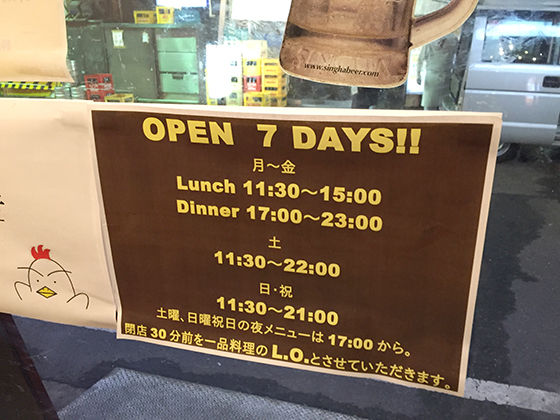 www.singhabeer.com
OPEN 7 DAYS!!
月～金
Lunch 11:30～15:00
Dinner 17:00～23:00
土
11:30～22:00
日・祝
11:30～21:00
土曜、日曜祝日の夜メニューは 17:00 から。
閉店 30 分前を一品料理の L.O.とさせていただきます。